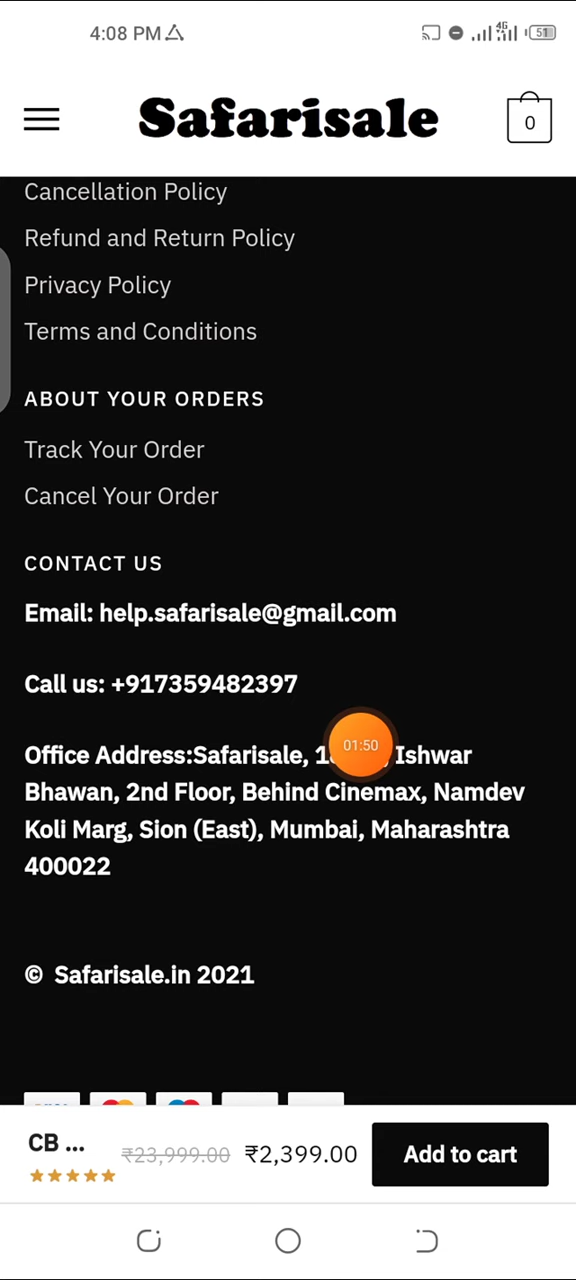 4:08 PM
4G
51
Safarisale
0
Cancellation Policy
Refund and Return Policy
Privacy Policy
Terms and Conditions
ABOUT YOUR ORDERS
Track Your Order
Cancel Your Order
CONTACT US
Email: help.safarisale@gmail.com
Call us: +917359482397
01:50
Office Address:Safarisale, Ishwar
Bhawan, 2nd Floor, Behind Cinemax, Namdev
Koli Marg, Sion (East), Mumbai, Maharashtra
400022
© Safarisale.in 2021
CB ... ₹23,999.00 ₹2,399.00 Add to cart